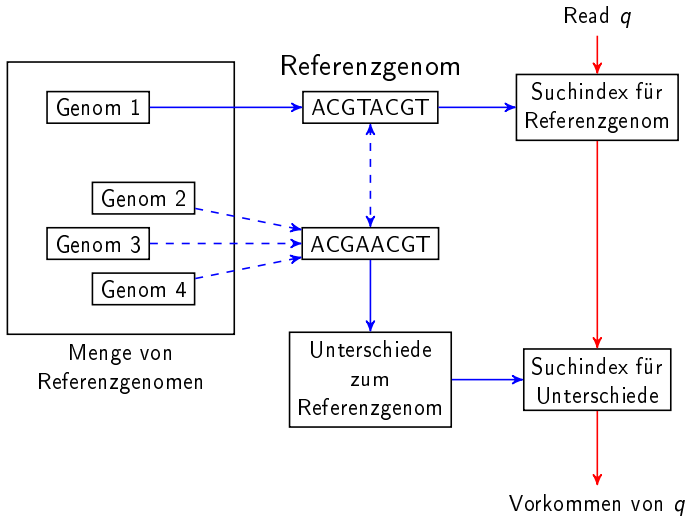 Read q
Referenzgenom
Genom 1
ACGTACGT
Suchindex für
Referenzgenom
Genom 2
Genom 3
ACGAACGT
Genom 4
Menge von
Referenzgenomen
Unterschiede
zum
Referenzgenom
Suchindex für
Unterschiede
Vorkommen von q